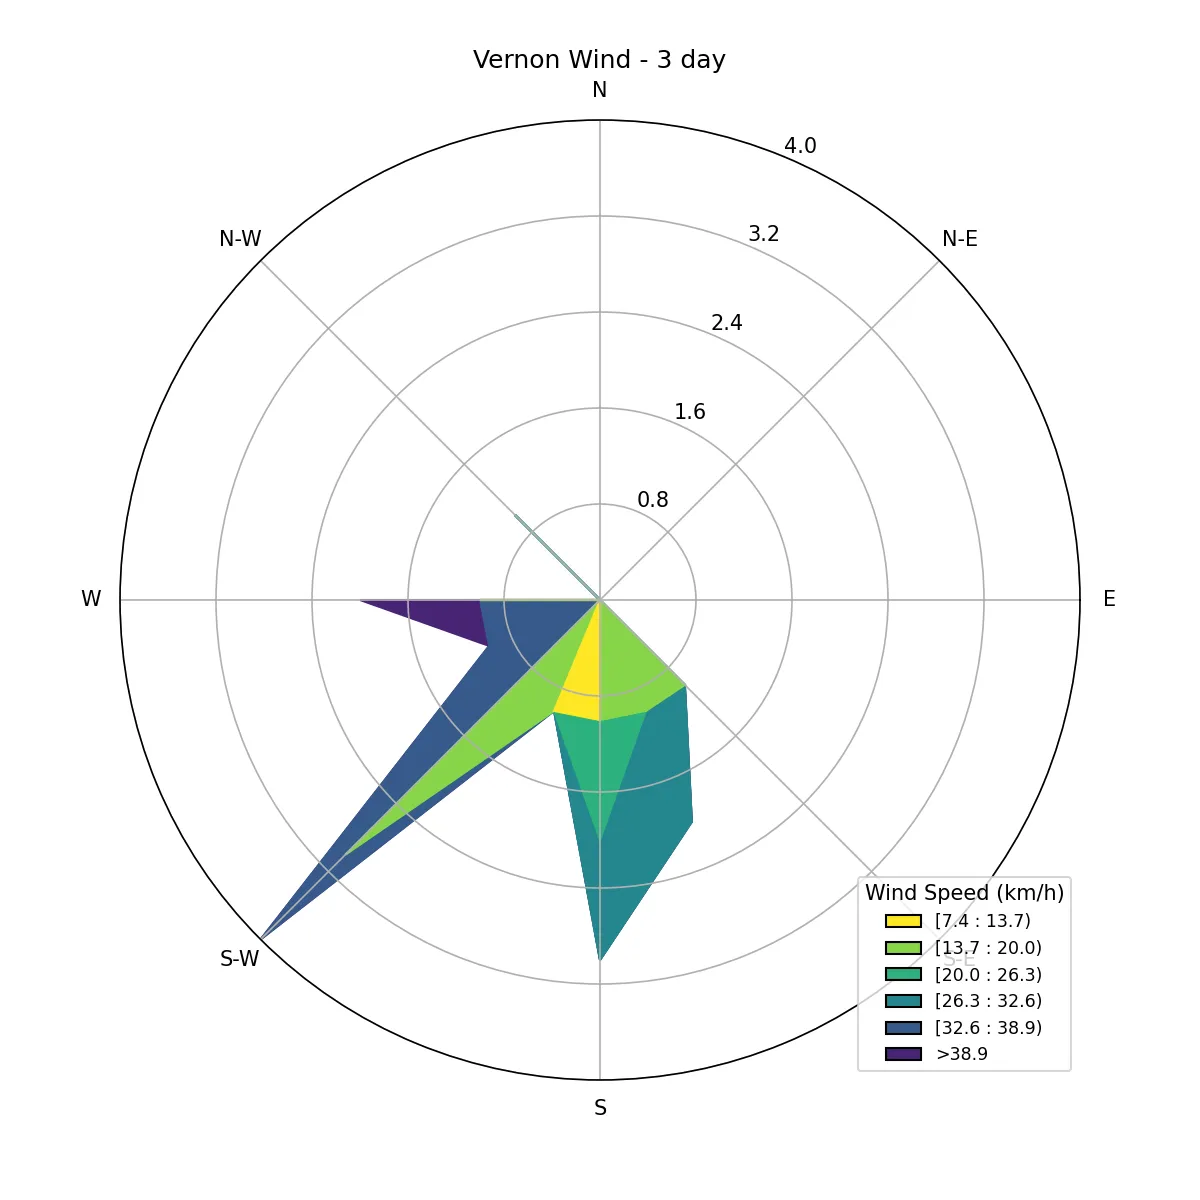 Vernon Wind - 3 day
N
4.0
N-W
3.2
N-E
2.4
1.6
0.8
W
E
Wind Speed (km/h)
[7.4 : 13.7)
[13.7 : 20.0)
S-W
S-E
[20.0 : 26.3)
[26.3 : 32.6)
[32.6 : 38.9)
>38.9
S